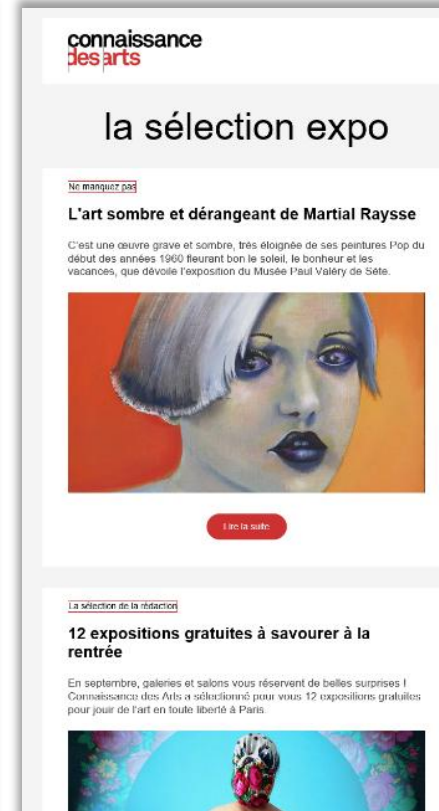 connaissance
des arts
la sélection expo
Ne manquez pas
L'art sombre et dérangeant de Martial Raysse
C'est une œuvre grave et sombre, très éloignée de ses peintures Pop du
début des années 1960 fleurant bon le soleil, le bonheur et les
vacances, que dévoile l'exposition du Musée Paul Valéry de Sète.
Lire la suite
La sélection de la rédaction
12 expositions gratuites à savourer à la
rentrée
En septembre, galeries et salons vous réservent de belles surprises !
Connaissance des Arts a sélectionné pour vous 12 expositions gratuites
pour jouir de l'art en toute liberté à Paris.